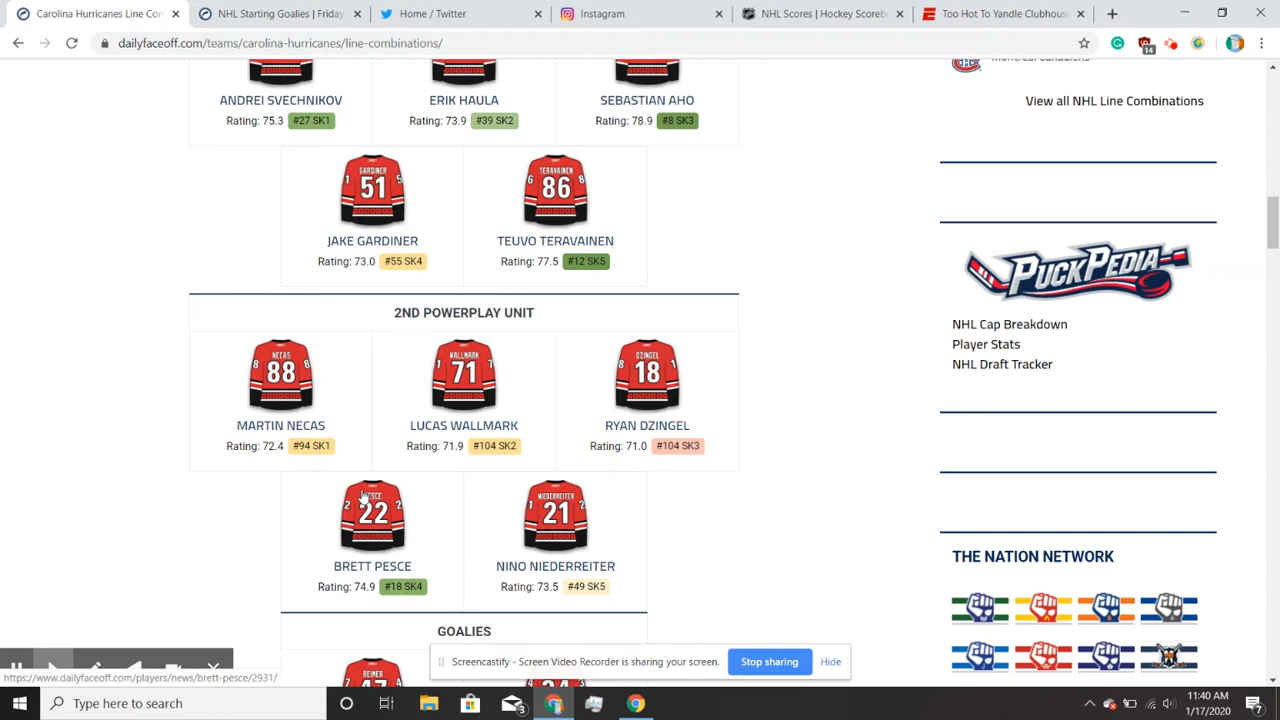 Carolina Hurricanes Line Com
NHL Starting Goalies | Friday
Home / Twitter
Instagram
NHL Scores | Hockey Scoreb
Too Hot To Yandle Clubhouse
dailyfaceoff.com/teams/carolina-hurricanes/line-combinations/
14
Montreal Canadiens
View all NHL Line Combinations
ANDREI SVECHNIKOV
ERIK HAULA
SEBASTIAN AHO
Rating: 75.3 #27 SK1
Rating: 73.9 #39 SK2
Rating: 78.9 #8 SK3
GARDINER
51
TERAVAINEN
86
JAKE GARDINER
TEUVO TERAVAINEN
Rating: 73.0 #55 SK4
Rating: 77.5 #12 SK5
PUCKPEDIA
NHL Cap Breakdown
Player Stats
NHL Draft Tracker
2ND POWERPLAY UNIT
NECAS
88
WALLMARK
71
DZINGEL
18
MARTIN NECAS
LUCAS WALLMARK
RYAN DZINGEL
Rating: 72.4 #94 SK1
Rating: 71.9 #104 SK2
Rating: 71.0 #104 SK3
22
NIEDERREITER
21
BRETT PESCE
NINO NIEDERREITER
Rating: 74.9 #18 SK4
Rating: 73.5 #49 SK5
THE NATION NETWORK
GOALIES
REIMER
Screencastify - Screen Video Recorder is sharing your screen.
Stop sharing
Hide
https://www.dailyfaceoff.com/players/news/brett-pesce/2931/
Type here to search
3
11:40 AM
1/17/2020
7